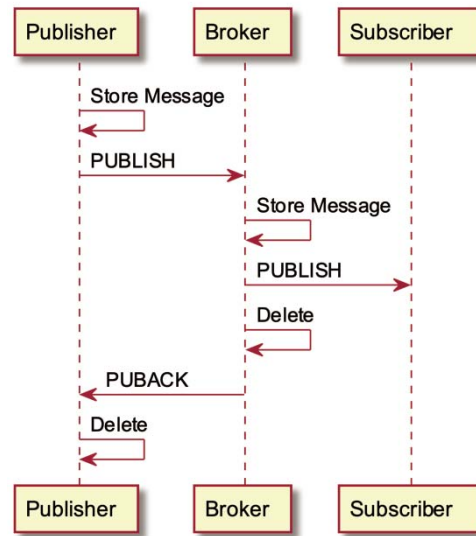 Publisher Broker Subscriber
Store Message
PUBLISH
Store Message
PUBLISH
Delete
PUBACK
Delete
Publisher Broker Subscriber